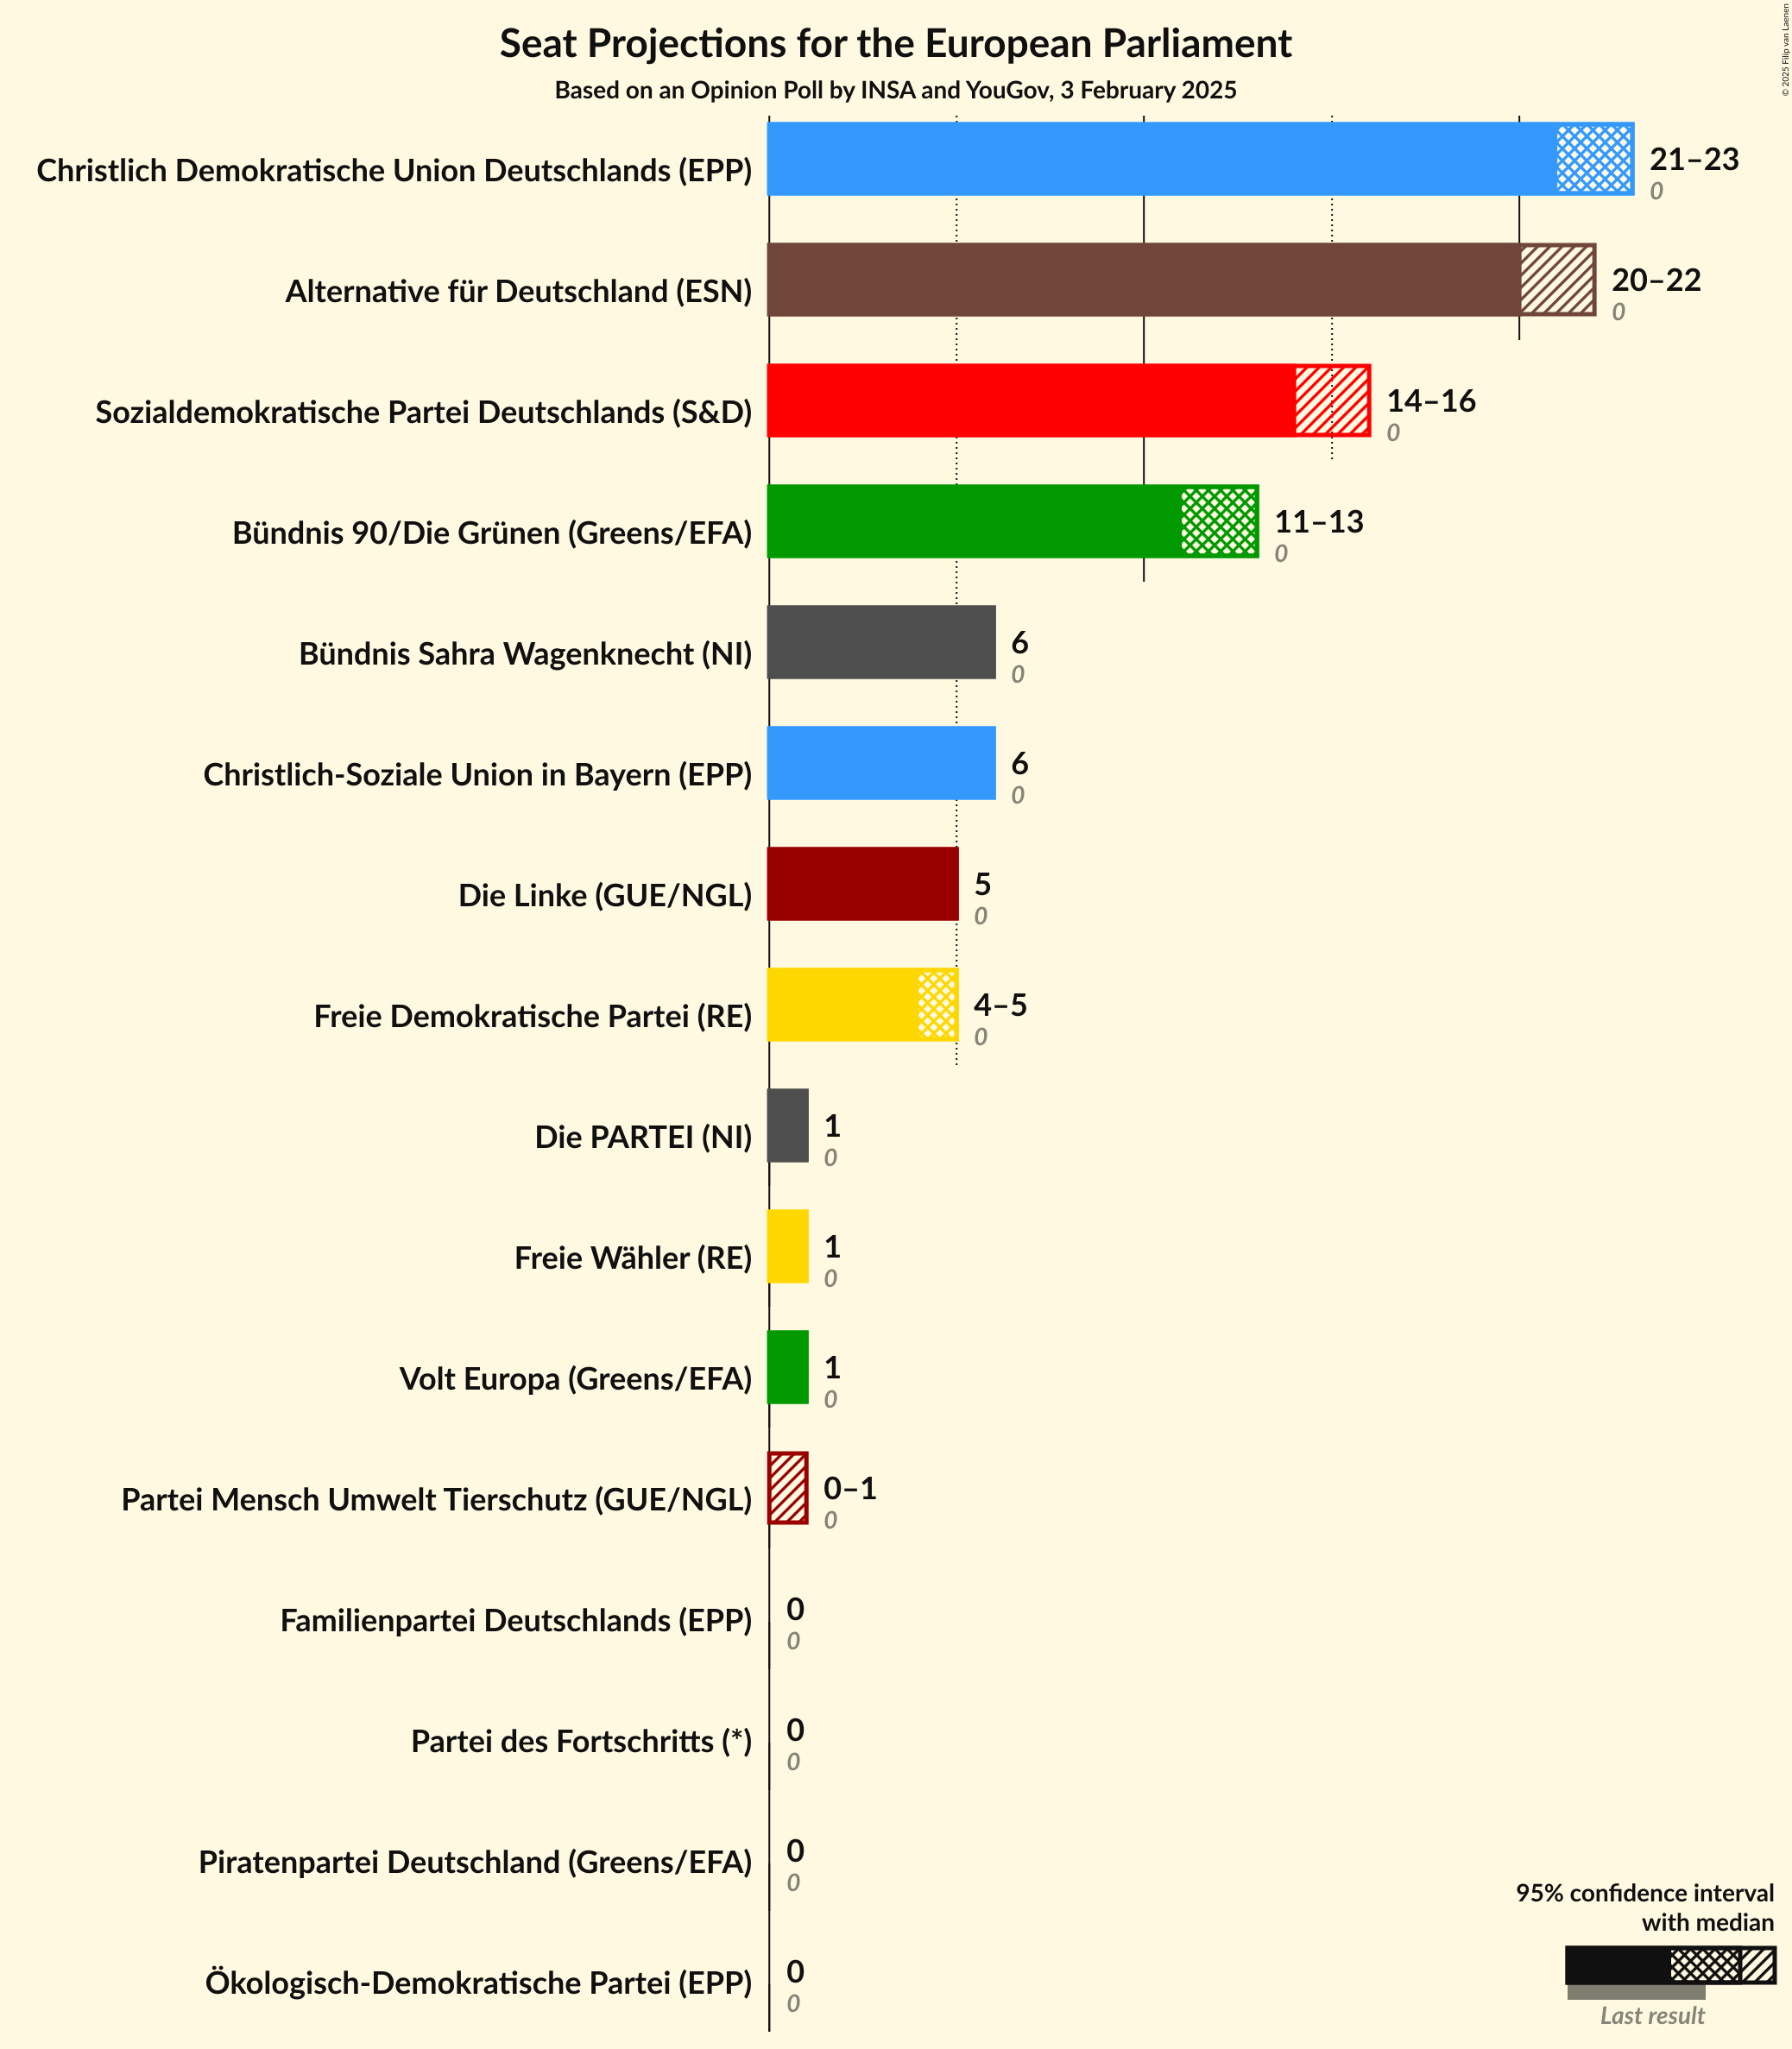 Seat Projections for the European Parliament
Based on an Opinion Poll by INSA and YouGov, 3 February 2025
© 2025 Filip van Laenen
Christlich Demokratische Union Deutschlands (EPP)
21–23
0
Alternative für Deutschland (ESN)
20–22
0
Sozialdemokratische Partei Deutschlands (S&D)
14–16
0
Bündnis 90/Die Grünen (Greens/EFA)
11–13
0
Bündnis Sahra Wagenknecht (NI)
6
0
Christlich-Soziale Union in Bayern (EPP)
6
0
Die Linke (GUE/NGL)
5
0
Freie Demokratische Partei (RE)
4–5
0
Die PARTEI (NI)
1
0
Freie Wähler (RE)
1
0
Volt Europa (Greens/EFA)
1
0
Partei Mensch Umwelt Tierschutz (GUE/NGL)
0–1
0
Familienpartei Deutschlands (EPP)
0
0
Partei des Fortschritts (*)
0
0
Piratenpartei Deutschland (Greens/EFA)
0
0
Ökologisch-Demokratische Partei (EPP)
0
0
95% confidence interval
with median
Last result